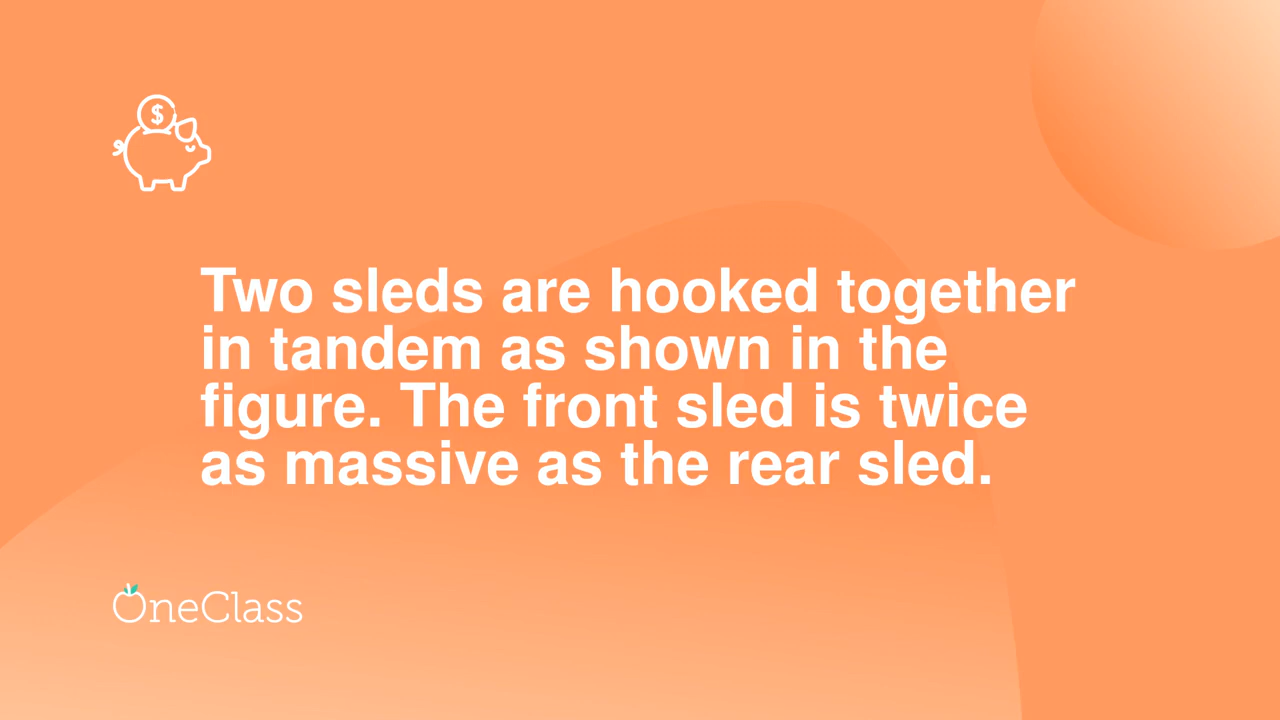 $
Two sleds are hooked together
in tandem as shown in the
figure. The front sled is twice
as massive as the rear sled.
OneClass